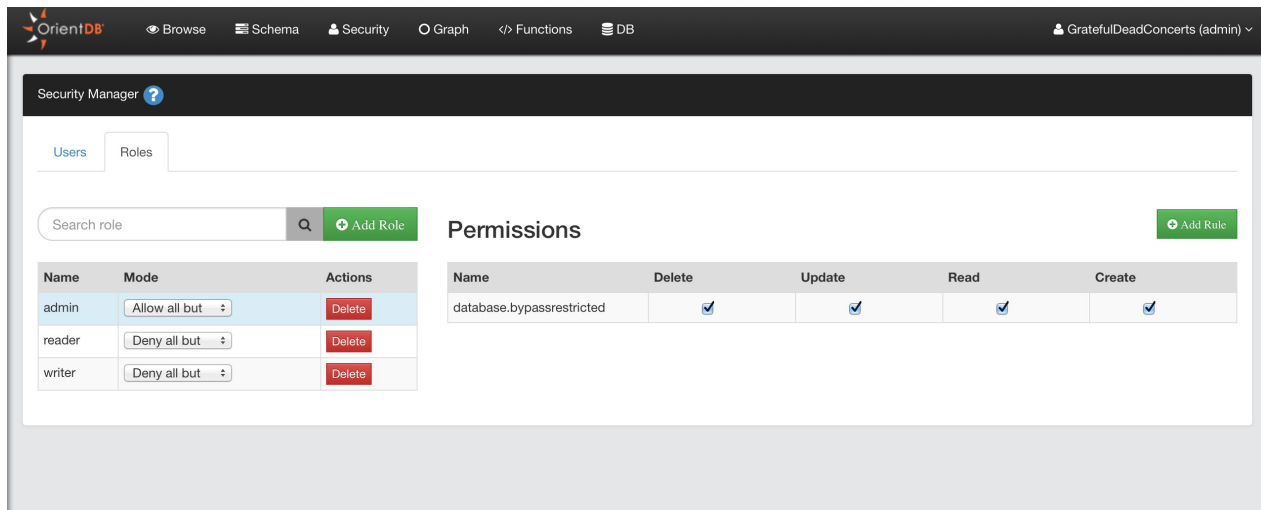 OrientDB Browse Schema Security Graph </> Functions DB GratefulDeadConcerts (admin)
Security Manager ?
Users Roles
Search role Add Role Permissions Add Rule
Name Mode Actions Name Delete Update Read Create
admin Allow all but Delete database.bypassrestricted
reader Deny all but Delete
writer Deny all but Delete